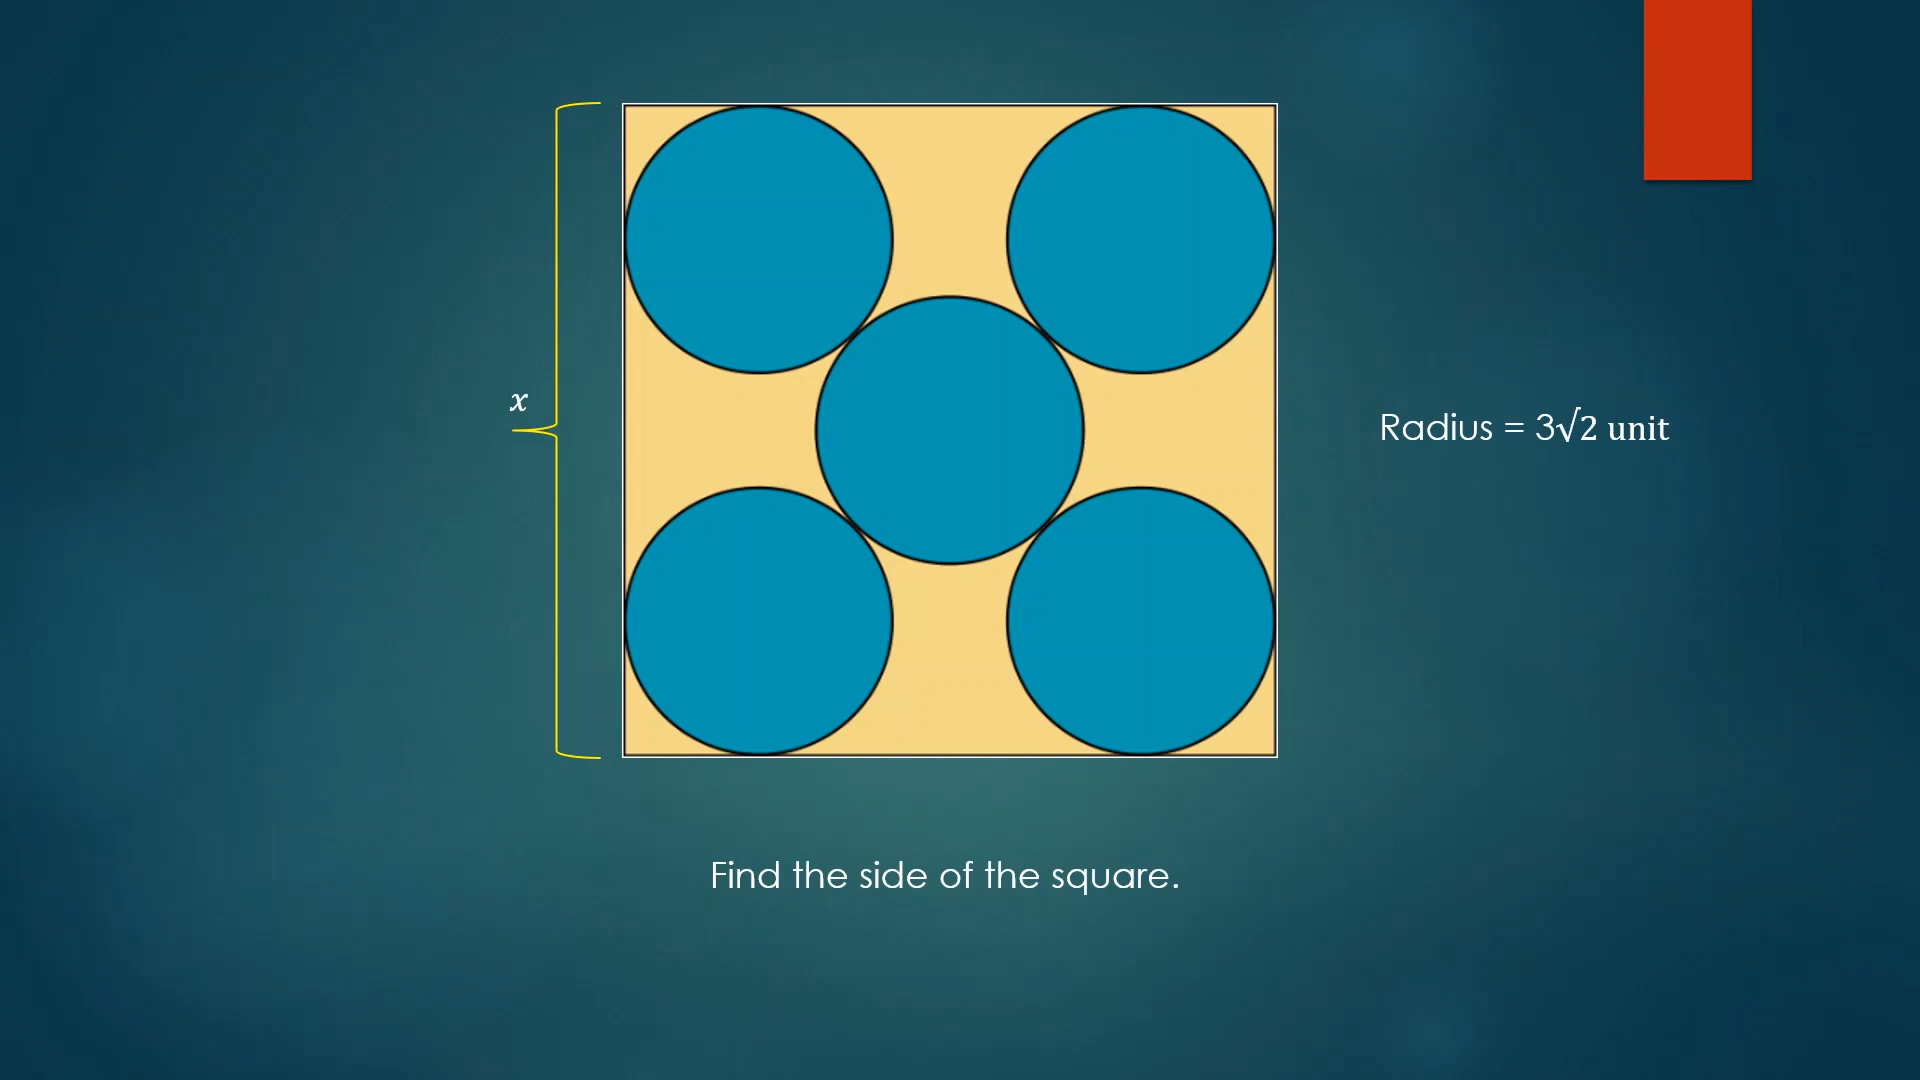 x
Radius = 3√2 unit
Find the side of the square.